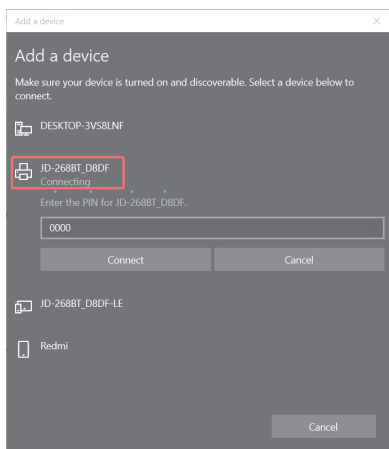 Add a device
Add a device
Make sure your device is turned on and discoverable. Select a device below to
connect.
DESKTOP-3VS8LNF
JD-268BT_D8DF
Connecting
Enter the PIN for JD-268BT_D8DF.
0000
Connect Cancel
JD-268BT_D8DF-LE
Redmi
Cancel